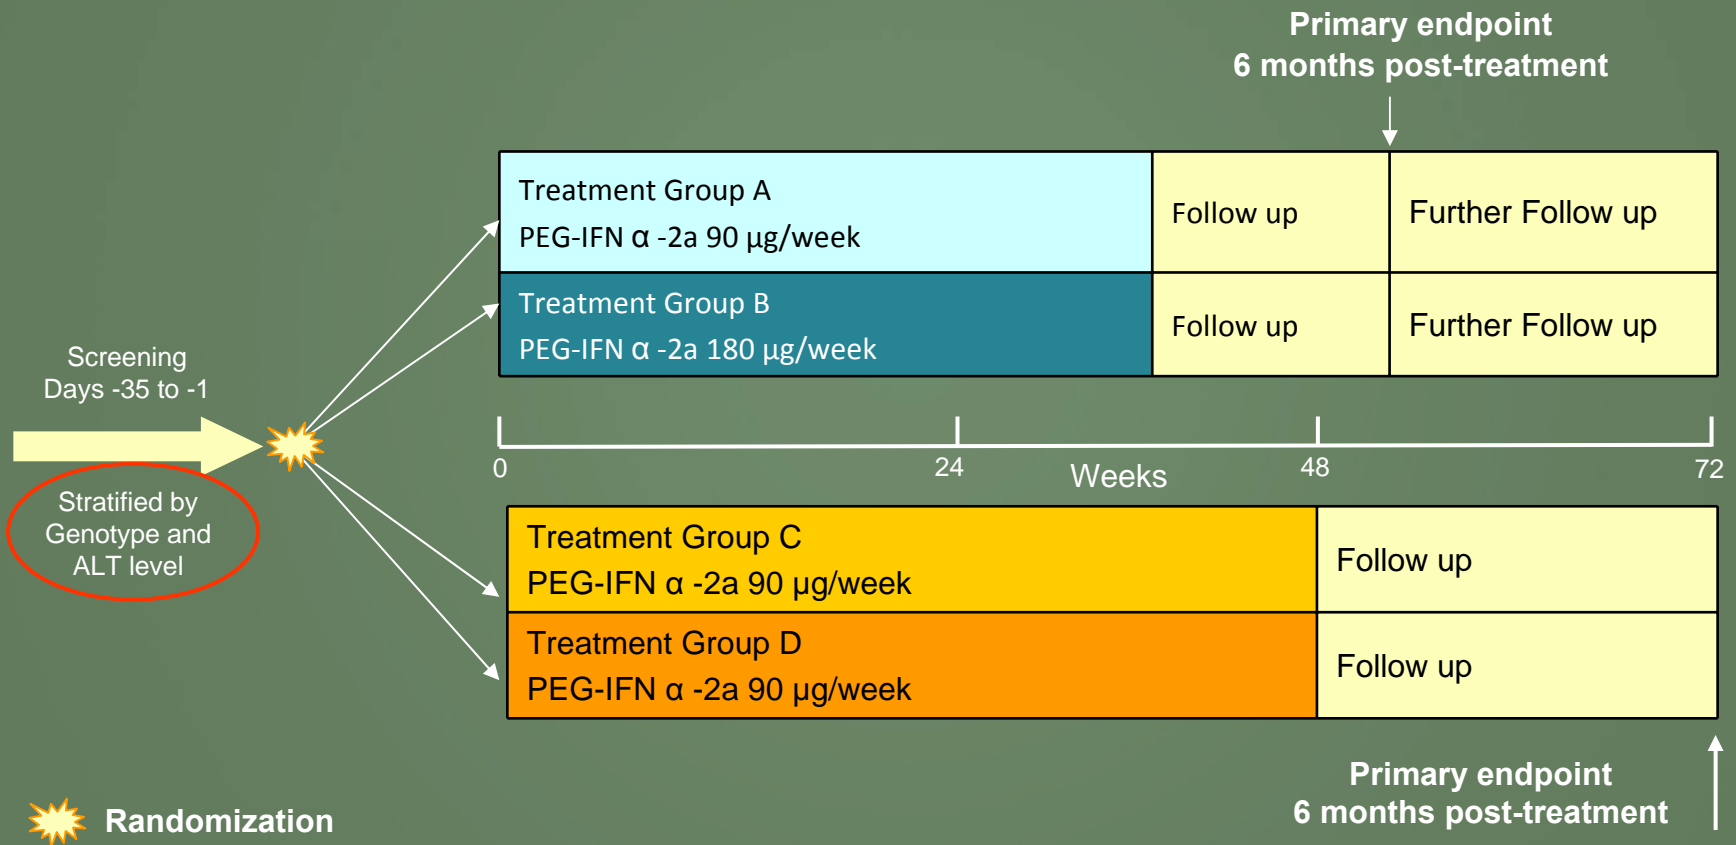 Primary endpoint
6 months post-treatment
Treatment Group A
PEG-IFN α -2a 90 µg/week
Follow up
Further Follow up
Treatment Group B
PEG-IFN α -2a 180 µg/week
Follow up
Further Follow up
Screening
Days -35 to -1
Stratified by
Genotype and
ALT level
0
24
Weeks
48
72
Treatment Group C
PEG-IFN α -2a 90 µg/week
Follow up
Treatment Group D
PEG-IFN α -2a 90 µg/week
Follow up
Primary endpoint
6 months post-treatment
Randomization